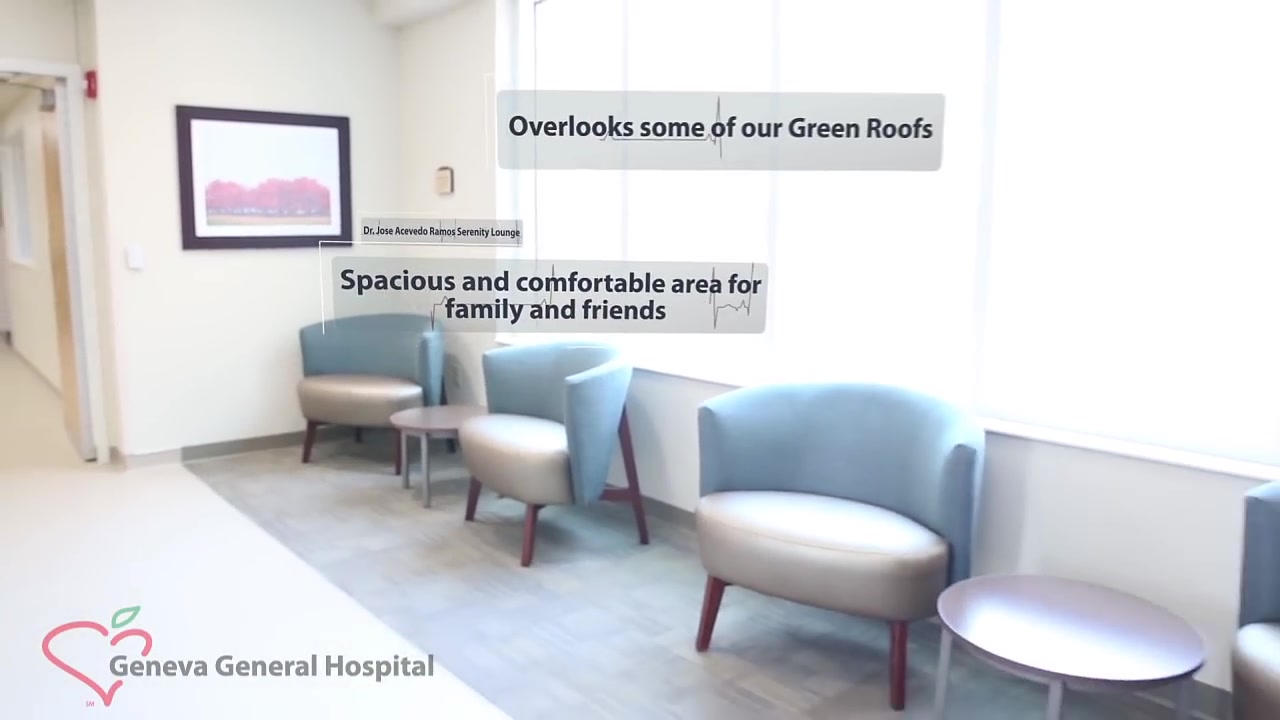 Overlooks some of our Green Roofs
Dr. Jose Acevedo Ramos Serenity Lounge
Spacious and comfortable area for
family and friends
Geneva General Hospital
SM